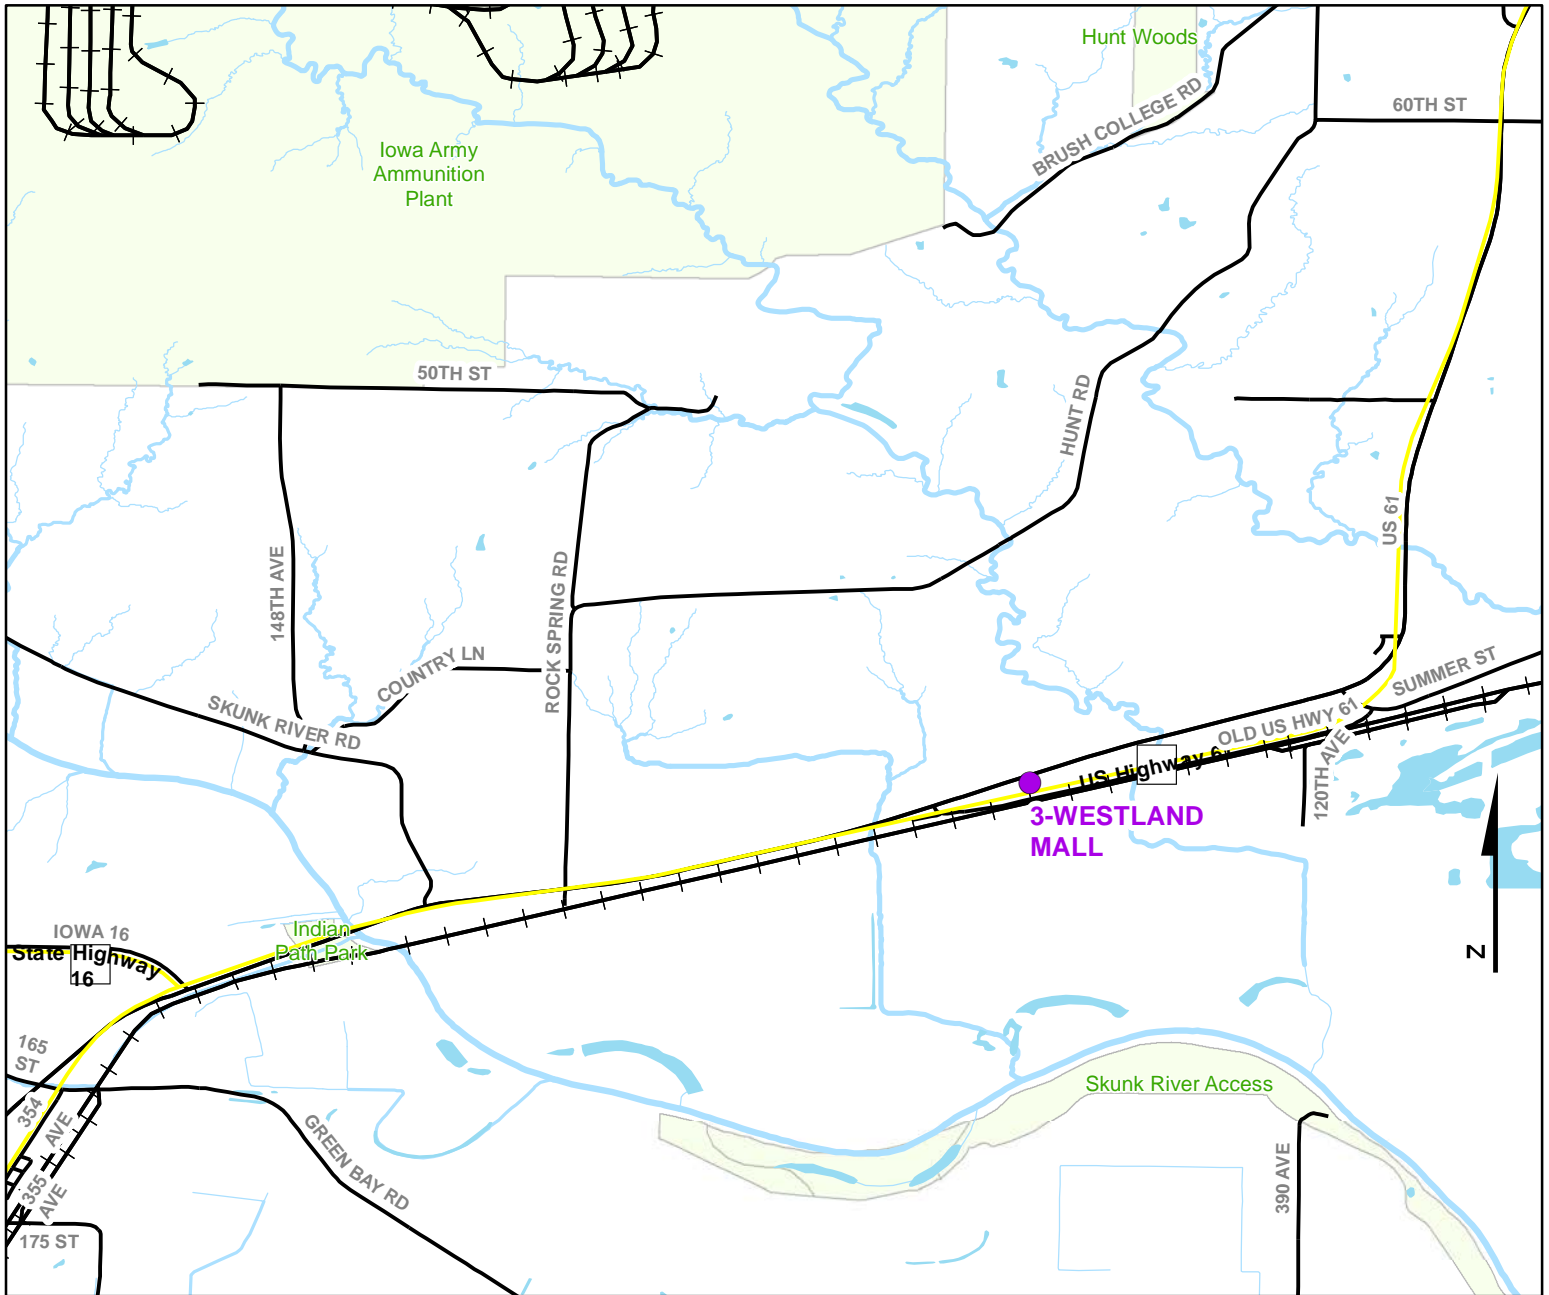 Hunt Woods
60TH ST
BRUSH COLLEGE RD
Iowa Army
Ammunition
Plant
50TH ST
HUNT RD
US 61
148TH AVE
ROCK SPRING RD
COUNTRY LN
SKUNK RIVER RD
SUMMER ST
OLD US HWY 61
US Highway 6
120TH AVE
3-WESTLAND
MALL
Indian
Path Park
IOWA 16
State Highway
16
N
165
ST
354
AVE
355
AVE
175 ST
GREEN BAY RD
Skunk River Access
390 AVE